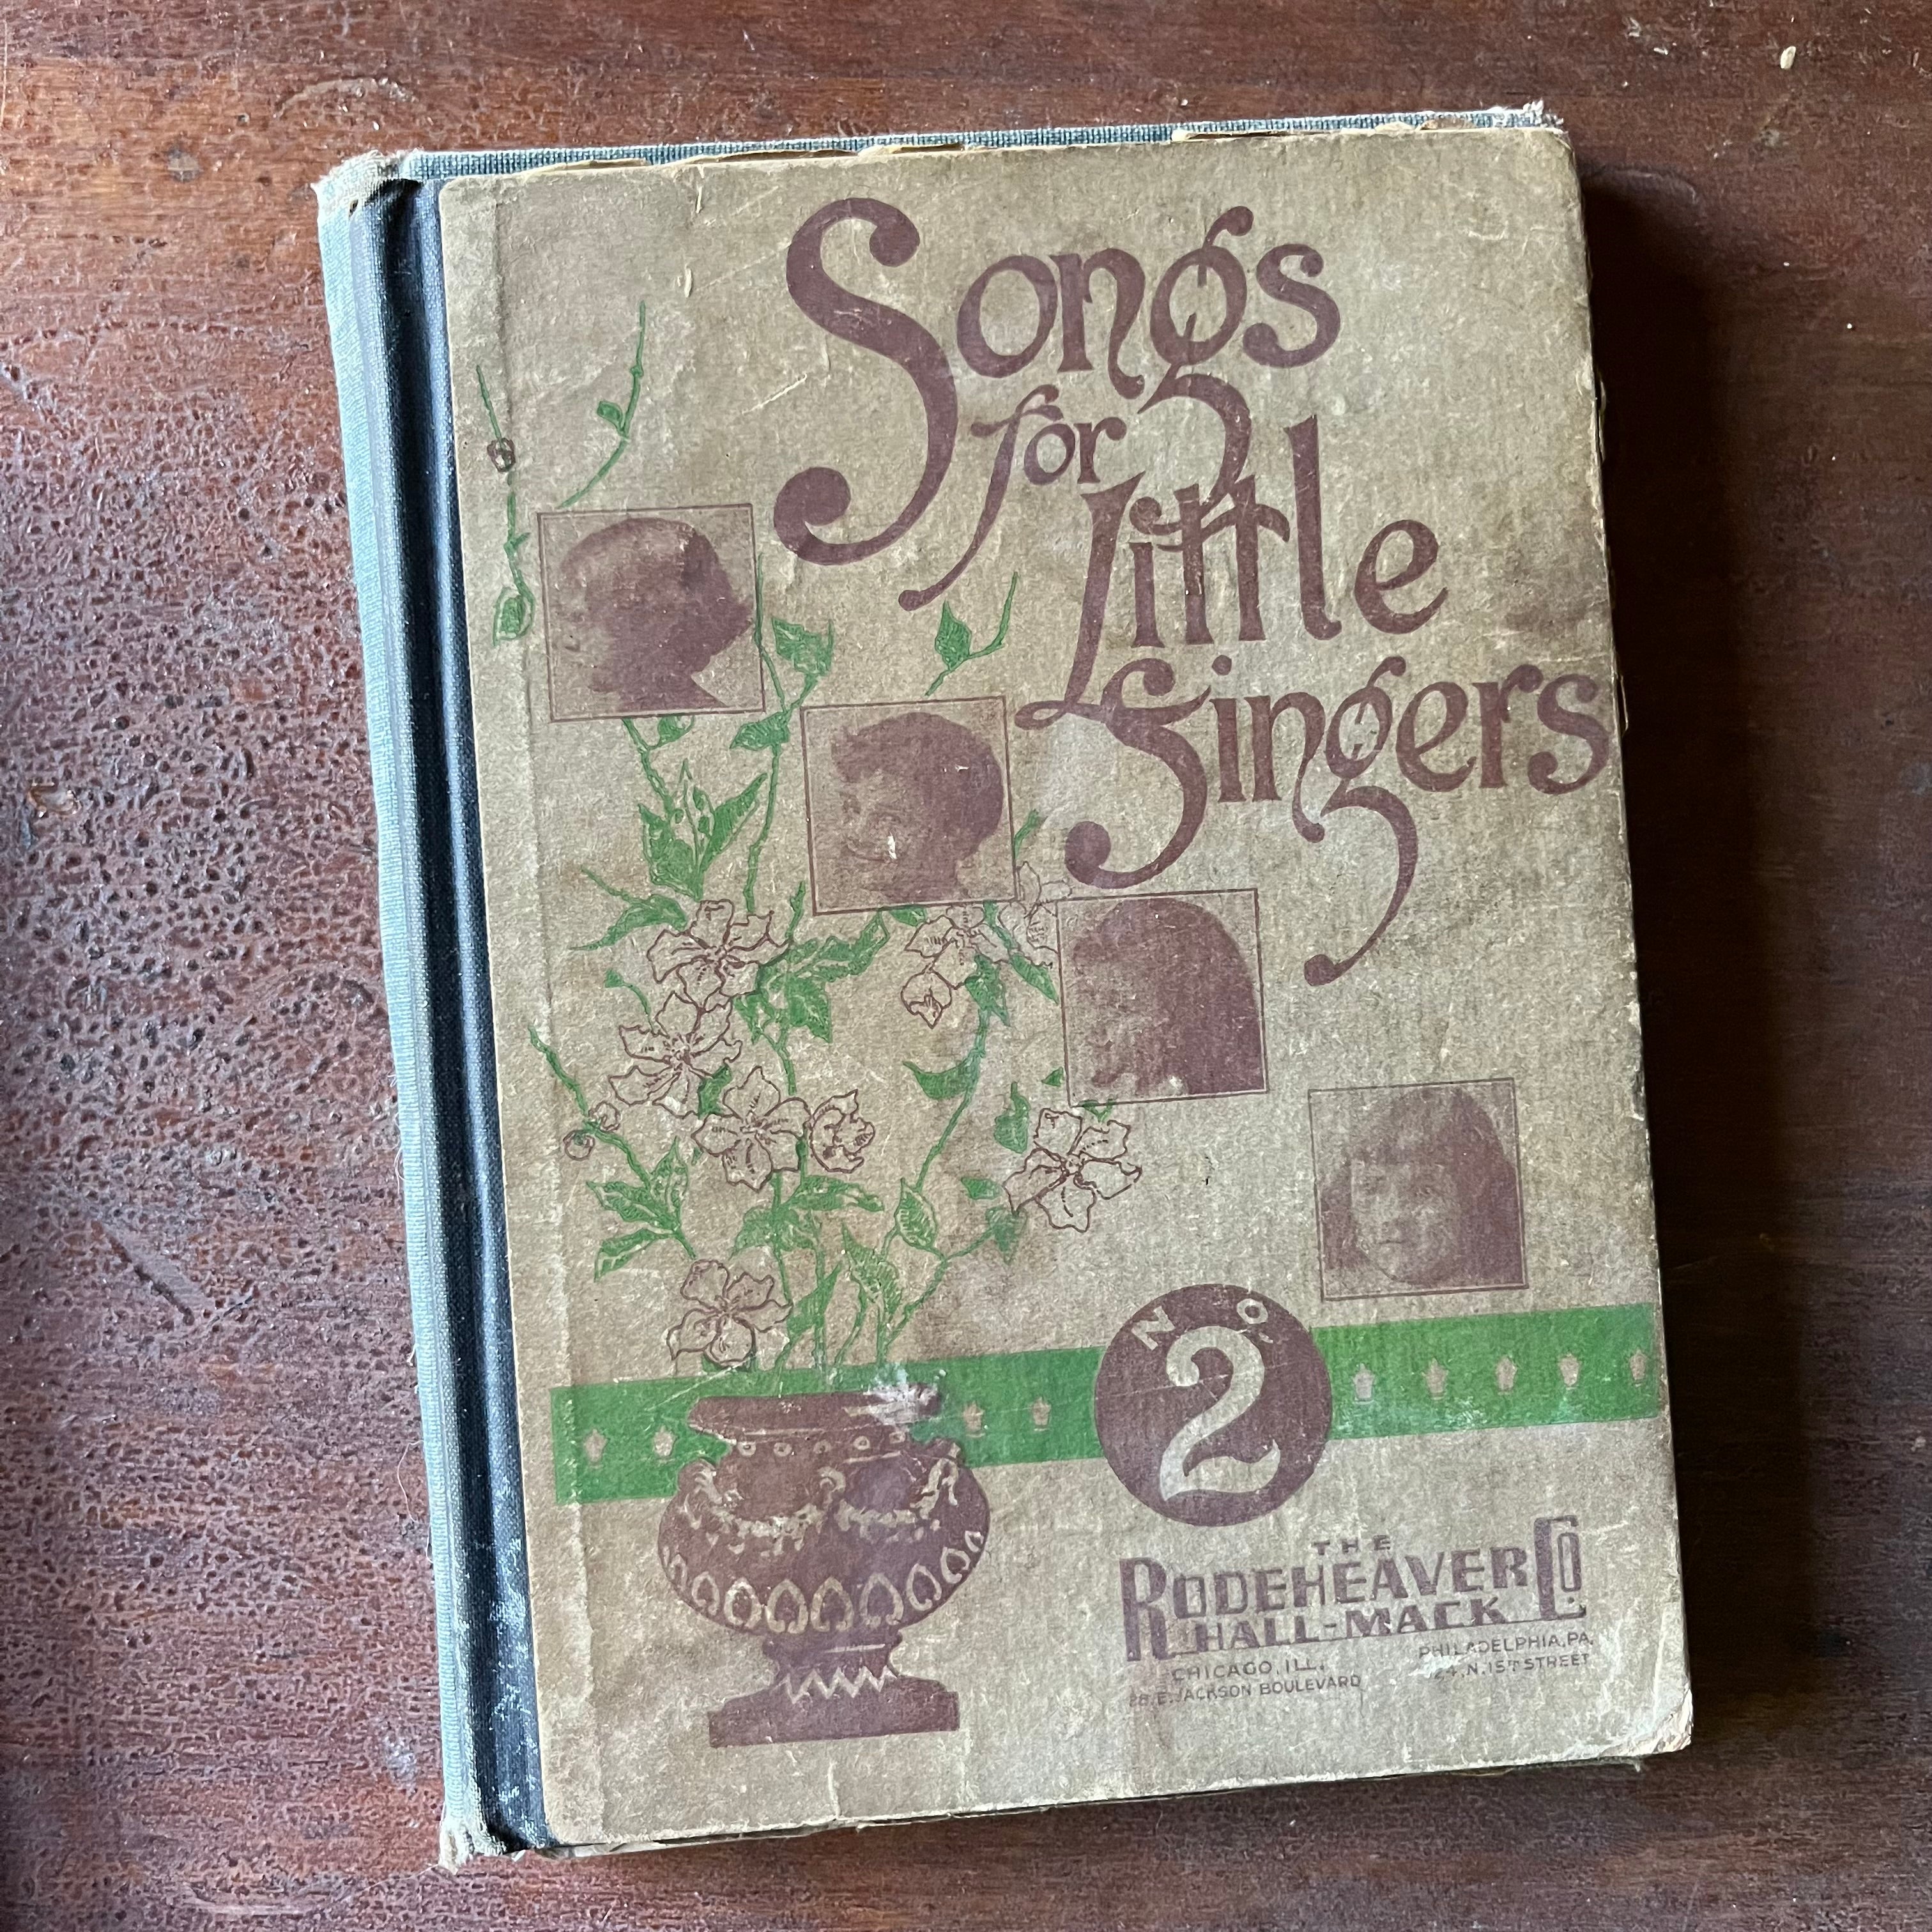 Songs
for
Little
Singers
NO
2
THE
RODEHEAVER CO
HALL-MACK
CHICAGO, ILL.
28.E.JACKSON BOULEVARD
PHILADELPHIA, PA.
N.15TH STREET